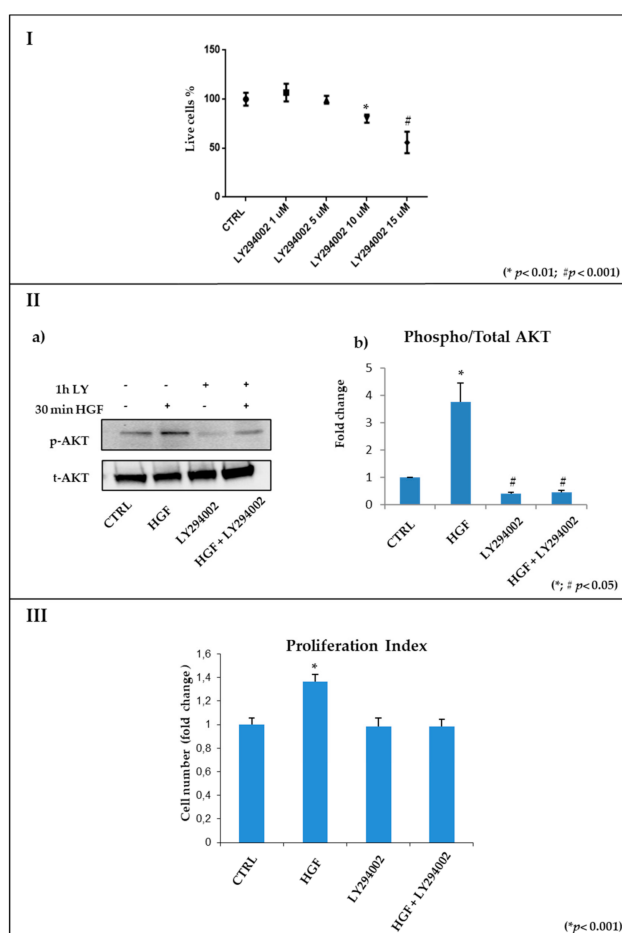 I
150
100
50
0
Live cells %
*
#
CTRL
LY294002 1 uM
LY294002 5 uM
LY294002 10 uM
LY294002 15 uM
(* p< 0.01; #p< 0.001)
II
a)
1h LY - - + +
30 min HGF - + - +
p-AKT
t-AKT
CTRL
HGF
LY294002
HGF + LY294002
b)
Phospho/Total AKT
Fold change
5
4
3
2
1
0
*
#
#
CTRL
HGF
LY294002
HGF + LY294002
(*; # p< 0.05)
III
Proliferation Index
Cell number (fold change)
1,6
1,4
1,2
1
0,8
0,6
0,4
0,2
0
*
CTRL
HGF
LY294002
HGF + LY294002
(*p< 0.001)